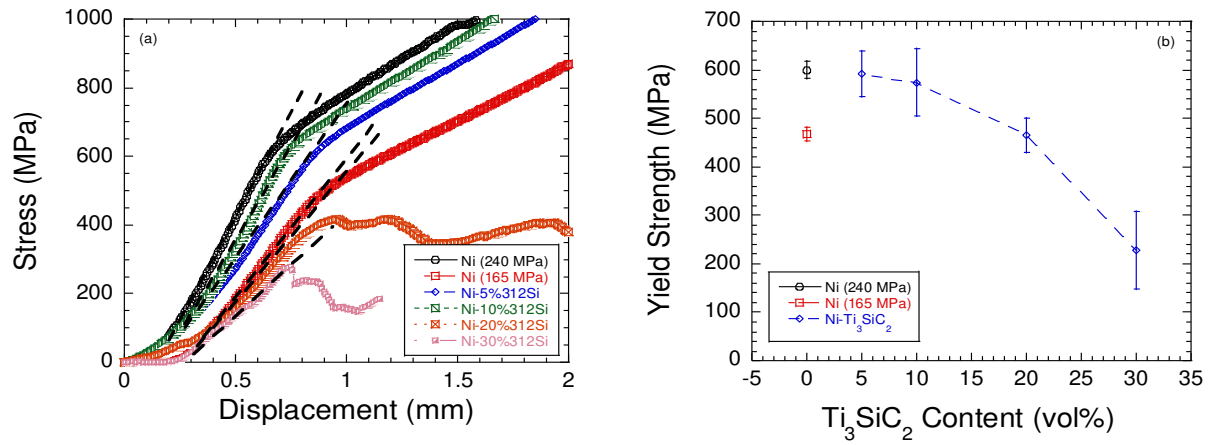 (a)
1000
800
600
400
200
0
Stress (MPa)
0 0.5 1 1.5 2
Displacement (mm)
Ni (240 MPa)
Ni (165 MPa)
Ni-5%312Si
Ni-10%312Si
Ni-20%312Si
Ni-30%312Si
(b)
700
600
500
400
300
200
100
0
Yield Strength (MPa)
-5 0 5 10 15 20 25 30 35
Ti₃SiC₂ Content (vol%)
Ni (240 MPa)
Ni (165 MPa)
Ni-Ti₃SiC₂